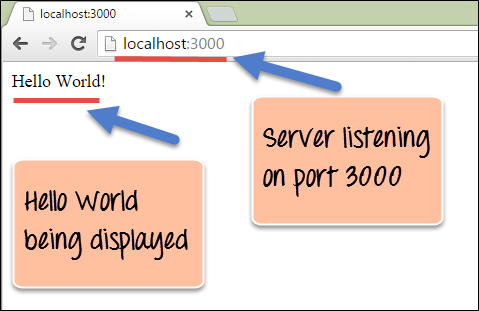 localhost:3000
localhost:3000
Hello World!
Server listening
on port 3000
Hello World
being displayed